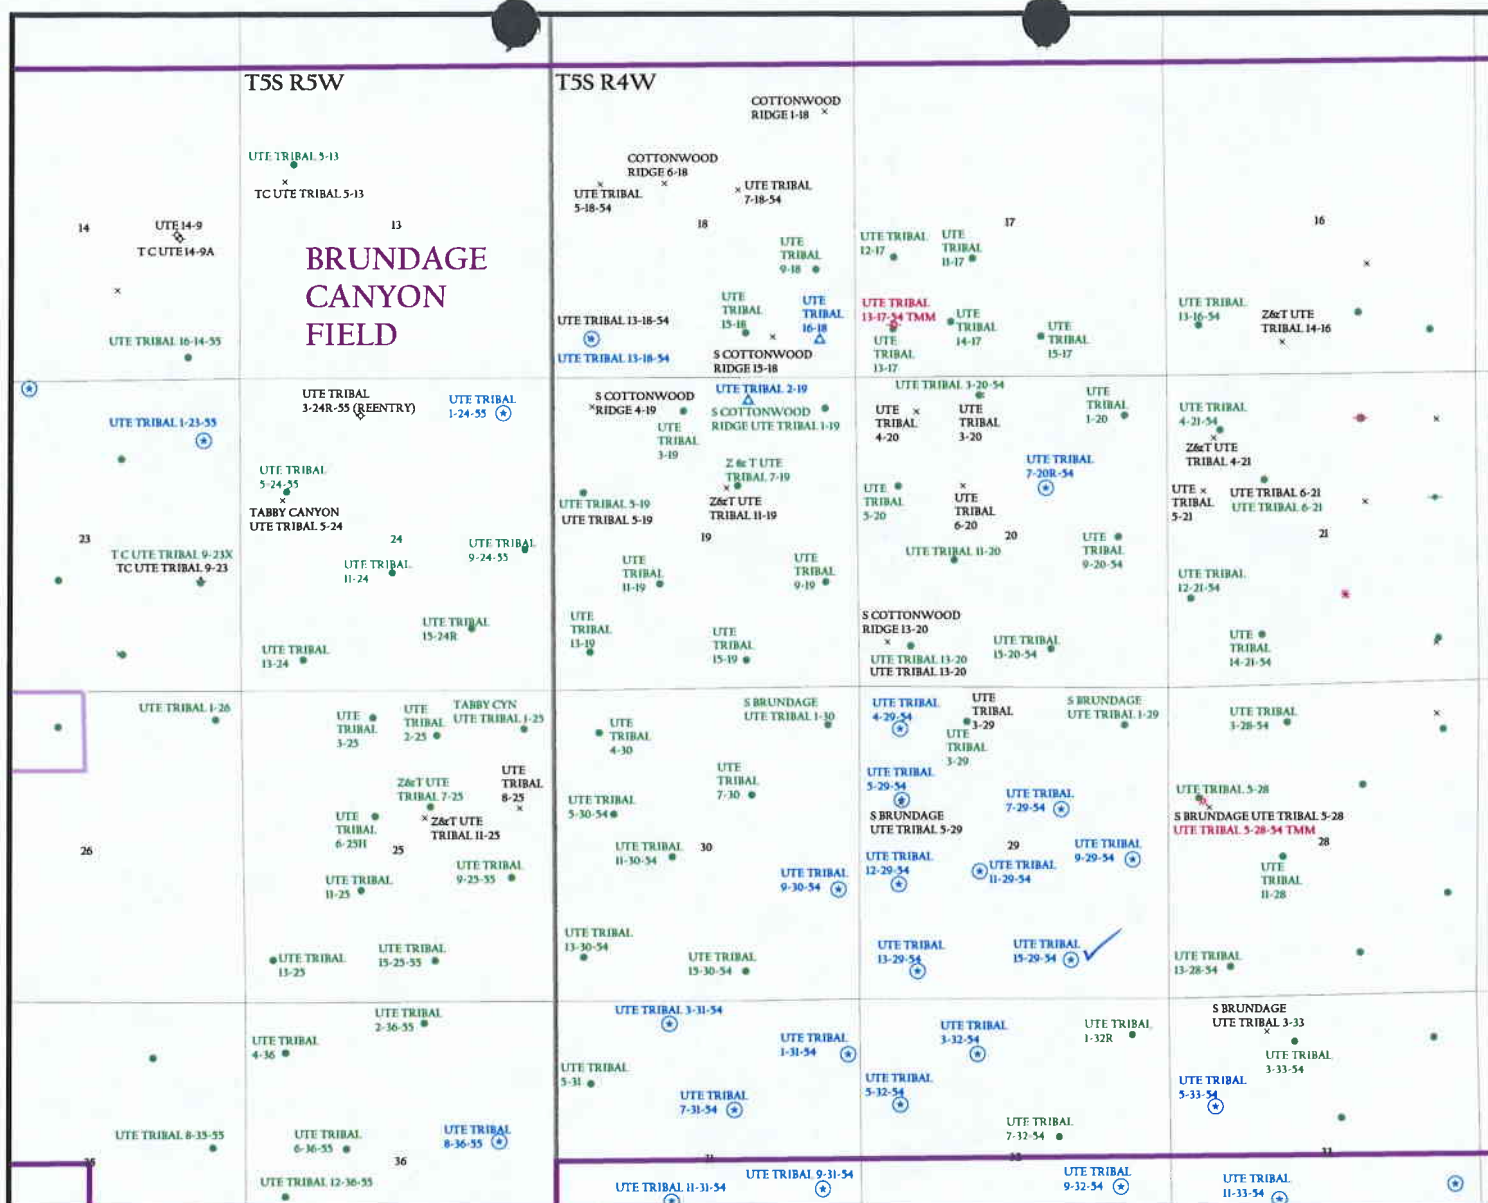 T5S R5W
T5S R4W
COTTONWOOD
RIDGE 1-18
UTE TRIBAL 5-13
TC UTE TRIBAL 5-13
COTTONWOOD
RIDGE 6-18
UTE TRIBAL
5-18-54
UTE TRIBAL
7-18-54
14
UTE 14-9
T C UTE 14-9A
13
18
17
16
BRUNDAGE
CANYON
FIELD
UTE
TRIBAL
9-18
UTE TRIBAL
12-17
UTE
TRIBAL
11-17
UTE TRIBAL 16-14-55
UTE TRIBAL 13-18-54
UTE TRIBAL 13-18-54
UTE
TRIBAL
15-18
UTE
TRIBAL
16-18
S COTTONWOOD
RIDGE 15-18
UTE TRIBAL
13-17-54 TMM
UTE
TRIBAL
13-17
UTE
TRIBAL
14-17
UTE
TRIBAL
15-17
UTE TRIBAL
13-16-54
Z&T UTE
TRIBAL 14-16
UTE TRIBAL 1-23-55
UTE TRIBAL
3-24R-55 (REENTRY)
UTE TRIBAL
1-24-55
S COTTONWOOD
RIDGE 4-19
UTE
TRIBAL
3-19
UTE TRIBAL 2-19
S COTTONWOOD
RIDGE UTE TRIBAL 1-19
UTE TRIBAL 3-20-54
UTE
TRIBAL
4-20
UTE
TRIBAL
3-20
UTE
TRIBAL
1-20
UTE TRIBAL
4-21-54
Z&T UTE
TRIBAL 4-21
UTE TRIBAL
5-24-55
TABBY CANYON
UTE TRIBAL 5-24
UTE TRIBAL 5-19
UTE TRIBAL 5-19
Z & T UTE
TRIBAL 7-19
Z&T UTE
TRIBAL 11-19
UTE
TRIBAL
5-20
UTE
TRIBAL
6-20
UTE TRIBAL
7-20R-54
UTE
TRIBAL
5-21
UTE TRIBAL 6-21
UTE TRIBAL 6-21
23
24
19
20
21
T C UTE TRIBAL 9-23X
TC UTE TRIBAL 9-23
UTE TRIBAL
11-24
UTE TRIBAL
9-24-55
UTE
TRIBAL
11-19
UTE
TRIBAL
9-19
UTE TRIBAL 11-20
UTE
TRIBAL
9-20-54
UTE TRIBAL
12-21-54
UTE TRIBAL
13-24
UTE TRIBAL
15-24R
UTE
TRIBAL
13-19
UTE
TRIBAL
15-19
S COTTONWOOD
RIDGE 13-20
UTE TRIBAL 13-20
UTE TRIBAL 13-20
UTE TRIBAL
15-20-54
UTE
TRIBAL
14-21-54
UTE TRIBAL 1-26
UTE
TRIBAL
3-25
UTE
TRIBAL
2-25
TABBY CYN
UTE TRIBAL 1-25
UTE
TRIBAL
4-30
S BRUNDAGE
UTE TRIBAL 1-30
UTE TRIBAL
4-29-54
UTE
TRIBAL
3-29
UTE
TRIBAL
3-29
S BRUNDAGE
UTE TRIBAL 1-29
UTE TRIBAL
3-28-54
Z&T UTE
TRIBAL 7-25
UTE
TRIBAL
8-25
Z&T UTE
TRIBAL 11-25
UTE
TRIBAL
6-25H
UTE TRIBAL
5-30-54
UTE
TRIBAL
7-30
UTE TRIBAL
5-29-54
S BRUNDAGE
UTE TRIBAL 5-29
UTE TRIBAL
7-29-54
UTE TRIBAL 5-28
S BRUNDAGE UTE TRIBAL 5-28
UTE TRIBAL 5-28-54 TMM
26
25
30
29
28
UTE TRIBAL
11-25
UTE TRIBAL
9-25-55
UTE TRIBAL
11-30-54
UTE TRIBAL
9-30-54
UTE TRIBAL
12-29-54
UTE TRIBAL
11-29-54
UTE TRIBAL
9-29-54
UTE
TRIBAL
11-28
UTE TRIBAL
13-25
UTE TRIBAL
15-25-55
UTE TRIBAL
13-30-54
UTE TRIBAL
15-30-54
UTE TRIBAL
13-29-54
UTE TRIBAL
15-29-54
UTE TRIBAL
13-28-54
UTE TRIBAL
4-36
UTE TRIBAL
2-36-55
UTE TRIBAL 3-31-54
UTE TRIBAL
1-31-54
UTE TRIBAL
3-32-54
UTE TRIBAL
1-32R
S BRUNDAGE
UTE TRIBAL 3-33
UTE TRIBAL
3-33-54
UTE TRIBAL
5-31
UTE TRIBAL
7-31-54
UTE TRIBAL
5-32-54
UTE TRIBAL
7-32-54
UTE TRIBAL
5-33-54
UTE TRIBAL 8-35-55
UTE TRIBAL
6-36-55
UTE TRIBAL
8-36-55
36
UTE TRIBAL 12-36-55
UTE TRIBAL 11-31-54
UTE TRIBAL 9-31-54
UTE TRIBAL
9-32-54
UTE TRIBAL
11-33-54